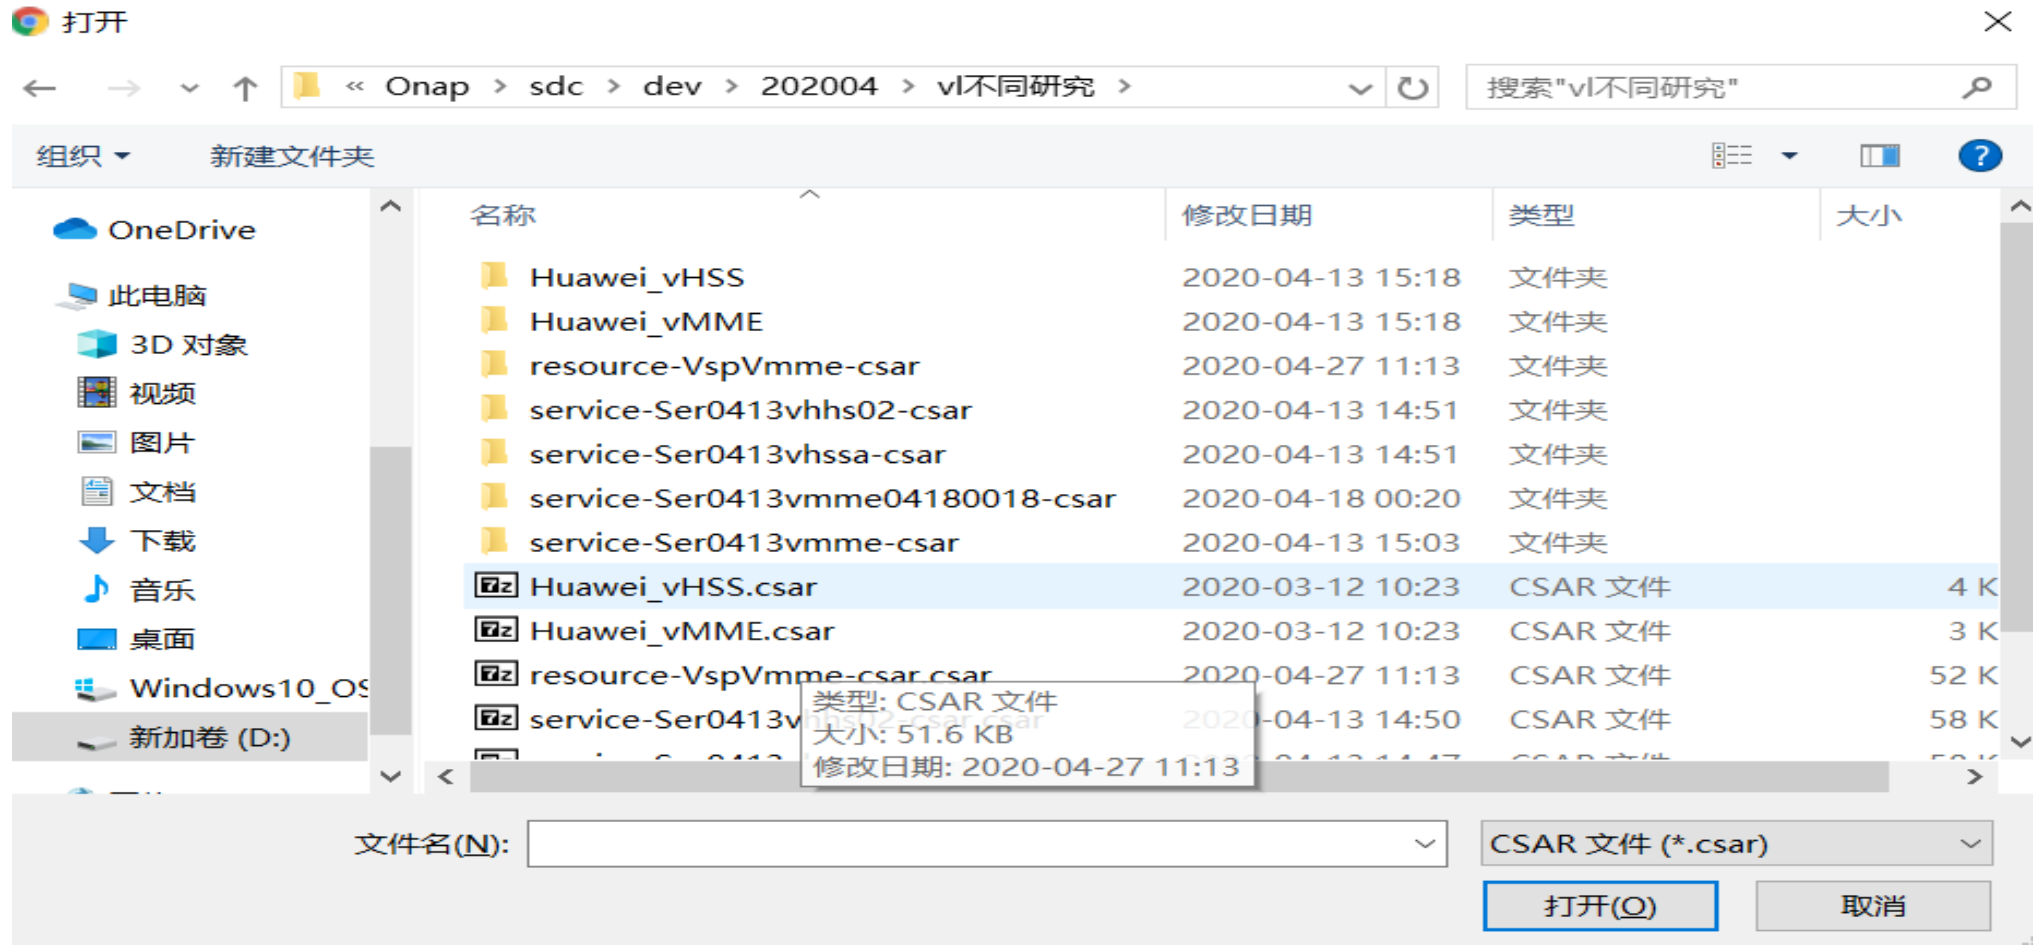 打开
« Onap > sdc > dev > 202004 > vl不同研究 >
搜索"vl不同研究"
组织
新建文件夹
OneDrive
此电脑
3D 对象
视频
图片
文档
下载
音乐
桌面
Windows10_OS
新加卷 (D:)
名称 修改日期 类型 大小
Huawei_vHSS 2020-04-13 15:18 文件夹
Huawei_vMME 2020-04-13 15:18 文件夹
resource-VspVmme-csar 2020-04-27 11:13 文件夹
service-Ser0413vhhs02-csar 2020-04-13 14:51 文件夹
service-Ser0413vhssa-csar 2020-04-13 14:51 文件夹
service-Ser0413vmme04180018-csar 2020-04-18 00:20 文件夹
service-Ser0413vmme-csar 2020-04-13 15:03 文件夹
Huawei_vHSS.csar 2020-03-12 10:23 CSAR 文件 4 K
Huawei_vMME.csar 2020-03-12 10:23 CSAR 文件 3 K
resource-VspVmme-csar.csar 2020-04-27 11:13 CSAR 文件 52 K
service-Ser0413vhhs02-csar.csar 2020-04-13 14:50 CSAR 文件 58 K
类型: CSAR 文件
大小: 51.6 KB
修改日期: 2020-04-27 11:13
文件名(N):
CSAR 文件 (*.csar)
打开(O)
取消